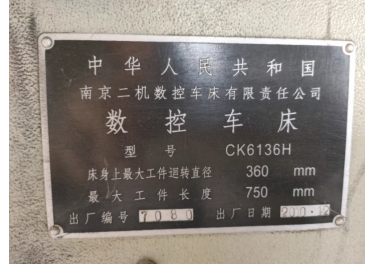 中华人民共和国
南京二机数控车床有限责任公司
数控车床
型号 CK6136H
床身上最大工件迴转直径 360 mm
最大工件长度 750 mm
出厂编号 7080 出厂日期